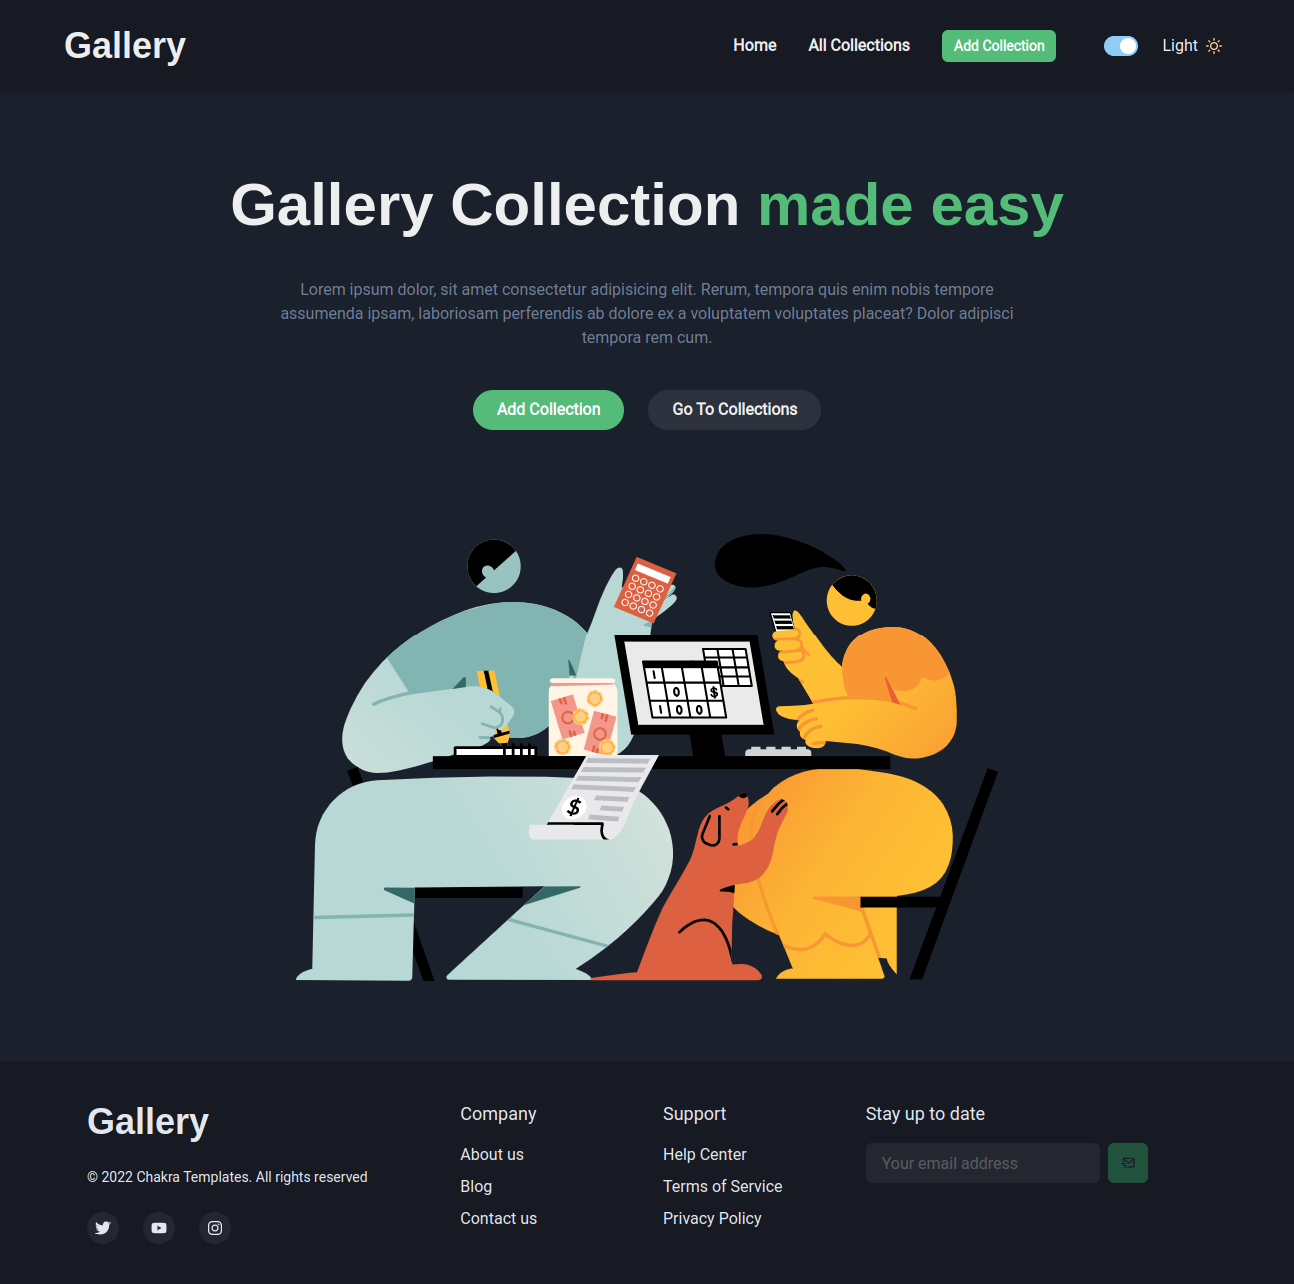 Gallery
Home
All Collections
Add Collection
Light
Gallery Collection made easy
Lorem ipsum dolor, sit amet consectetur adipisicing elit. Rerum, tempora quis enim nobis tempore
assumenda ipsam, laboriosam perferendis ab dolore ex a voluptatem voluptates placeat? Dolor adipisci
tempora rem cum.
Add Collection
Go To Collections
1
0
$
1 0 0
$
Gallery
© 2022 Chakra Templates. All rights reserved
Company
About us
Blog
Contact us
Support
Help Center
Terms of Service
Privacy Policy
Stay up to date
Your email address